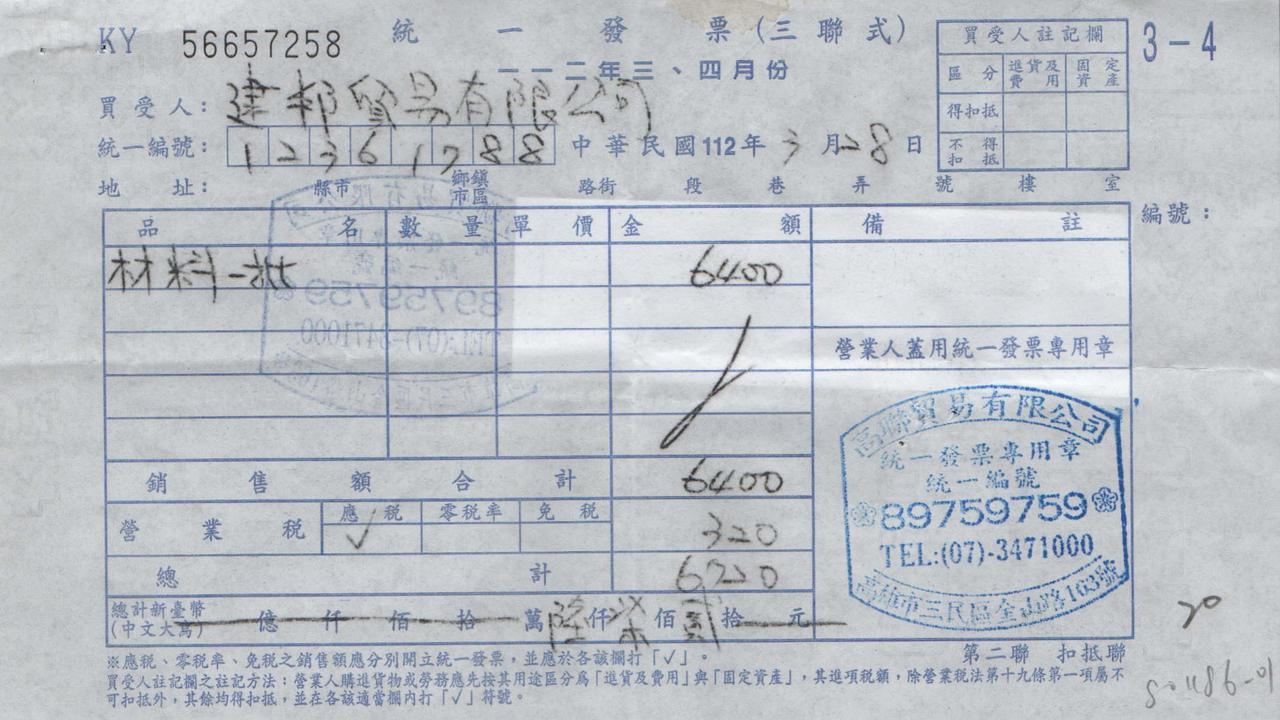 KY 56657258 統一發票(三聯式) 3-4
一一二年三、四月份
買受人註記欄
區分 進貨及費用 固定資產
得扣抵
不得扣抵
買受人: 建都貿易有限公司
統一編號: 12361788 中華民國112年3月28日
地址: 縣市 鄉鎮市區 路街 段 巷 弄 號 樓 室
編號:
品名 數量 單價 金額 備註
材料一批 6400
營業人蓋用統一發票專用章
銷售額合計 6400
營業稅 應稅 ✓ 零稅率 免稅 320
總計 6720
總計新臺幣(中文大寫) 億仟佰拾萬陸仟柒佰貳拾元
高聯貿易有限公司
統一發票專用章
統一編號
89759759
TEL:(07)-3471000
高雄市三民區金山路163號
第二聯 扣抵聯
※應稅、零稅率、免稅之銷售額應分別開立統一發票,並應於各該欄打「✓」。
買受人註記欄之註記方法:營業人購進貨物或勞務應先按其用途區分為「進貨及費用」與「固定資產」,其進項稅額,除營業稅法第十九條第一項屬不
可扣抵外,其餘均得扣抵,並在各該適當欄內打「✓」符號。